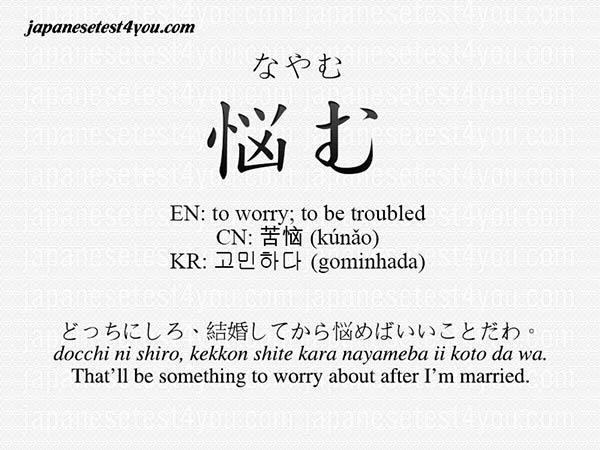 japanesetest4you.com
なやむ
悩む
EN: to worry; to be troubled
CN: 苦恼 (kúnǎo)
KR: 고민하다 (gominhada)
どっちにしろ、結婚してから悩めばいいことだわ。
docchi ni shiro, kekkon shite kara nayameba ii koto da wa.
That’ll be something to worry about after I’m married.